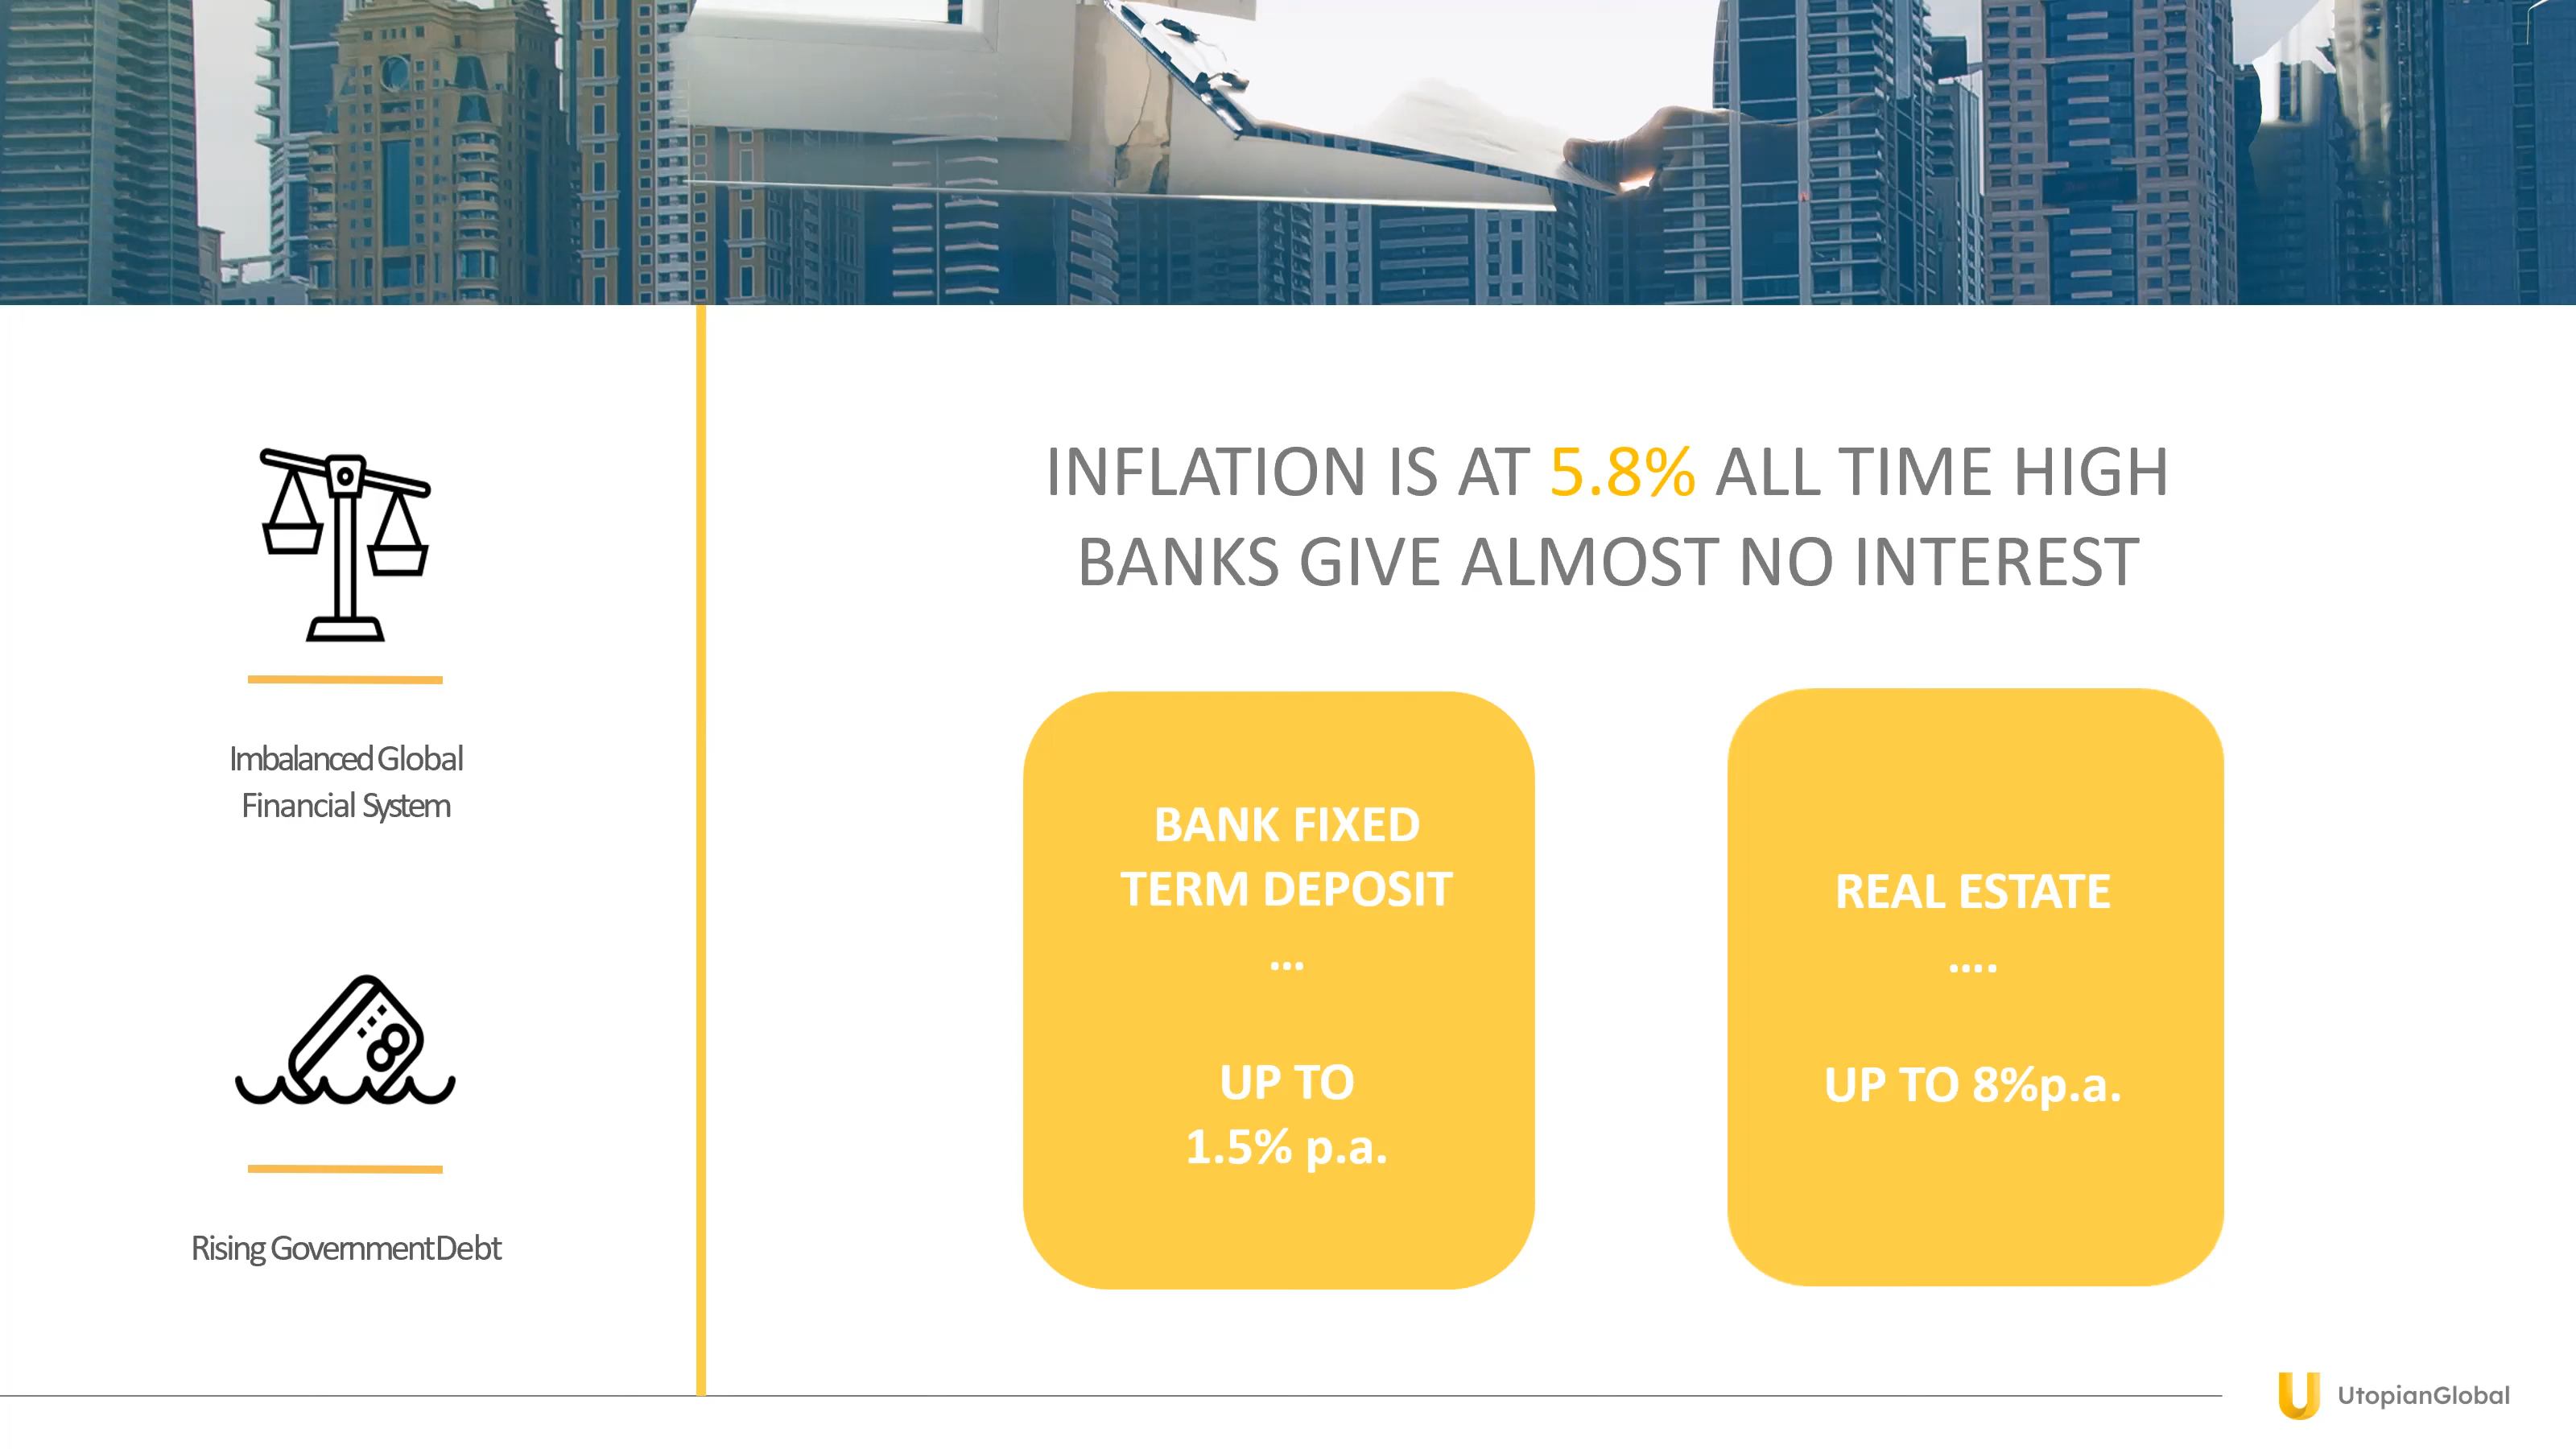 Imbalanced Global
Financial System
Rising Government Debt
INFLATION IS AT 5.8% ALL TIME HIGH
BANKS GIVE ALMOST NO INTEREST
BANK FIXED
TERM DEPOSIT
...
UP TO
1.5% p.a.
REAL ESTATE
....
UP TO 8%p.a.
UtopianGlobal